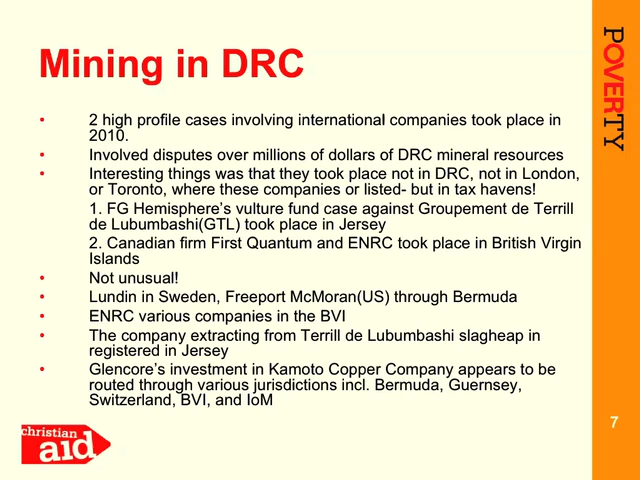 Mining in DRC
• 2 high profile cases involving international companies took place in
2010.
• Involved disputes over millions of dollars of DRC mineral resources
• Interesting things was that they took place not in DRC, not in London,
or Toronto, where these companies or listed- but in tax havens!
1. FG Hemisphere's vulture fund case against Groupement de Terrill
de Lubumbashi(GTL) took place in Jersey
2. Canadian firm First Quantum and ENRC took place in British Virgin
Islands
• Not unusual!
• Lundin in Sweden, Freeport McMoran(US) through Bermuda
• ENRC various companies in the BVI
• The company extracting from Terrill de Lubumbashi slagheap in
registered in Jersey
• Glencore's investment in Kamoto Copper Company appears to be
routed through various jurisdictions incl. Bermuda, Guernsey,
Switzerland, BVI, and IoM
POVERTY
7
christian
aid